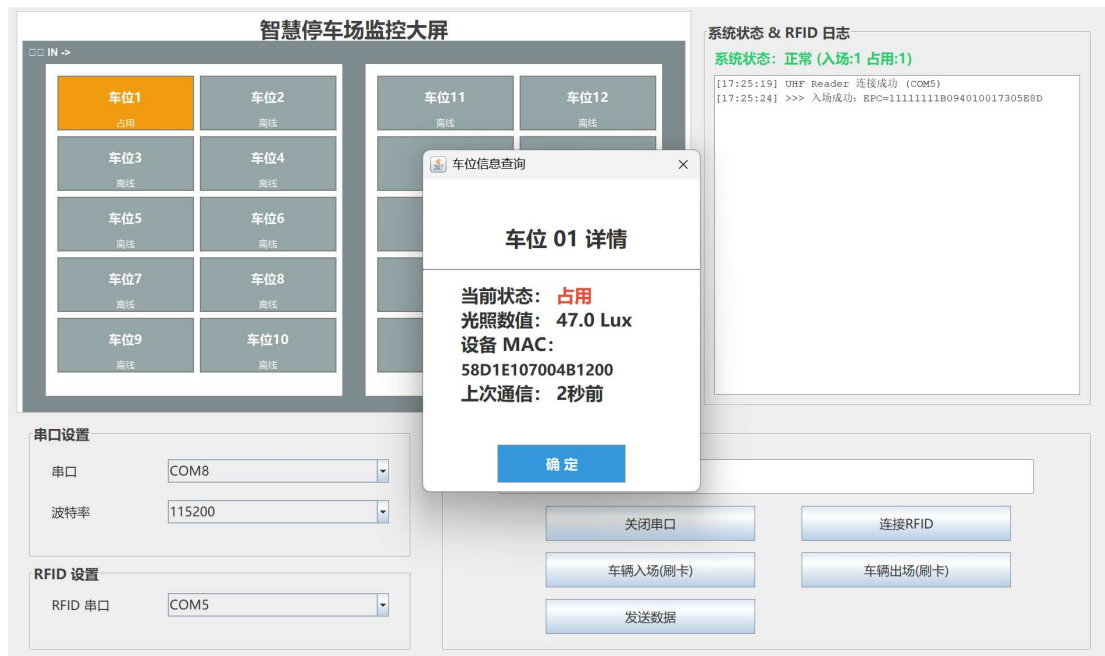 智慧停车场监控大屏
IN ->
车位1
占用
车位2
离线
车位11
离线
车位12
离线
车位3
离线
车位4
离线
车位5
离线
车位6
离线
车位7
离线
车位8
离线
车位9
离线
车位10
离线
车位信息查询
车位 01 详情
当前状态： 占用
光照数值： 47.0 Lux
设备 MAC：
58D1E107004B1200
上次通信： 2秒前
确 定
系统状态 & RFID 日志
系统状态：正常 (入场:1 占用:1)
[17:25:19] UHF Reader 连接成功 (COM5)
[17:25:24] >>> 入场成功: EPC=11111111B094010017305E8D
串口设置
串口 COM8
波特率 115200
RFID 设置
RFID 串口 COM5
关闭串口
连接RFID
车辆入场(刷卡)
车辆出场(刷卡)
发送数据